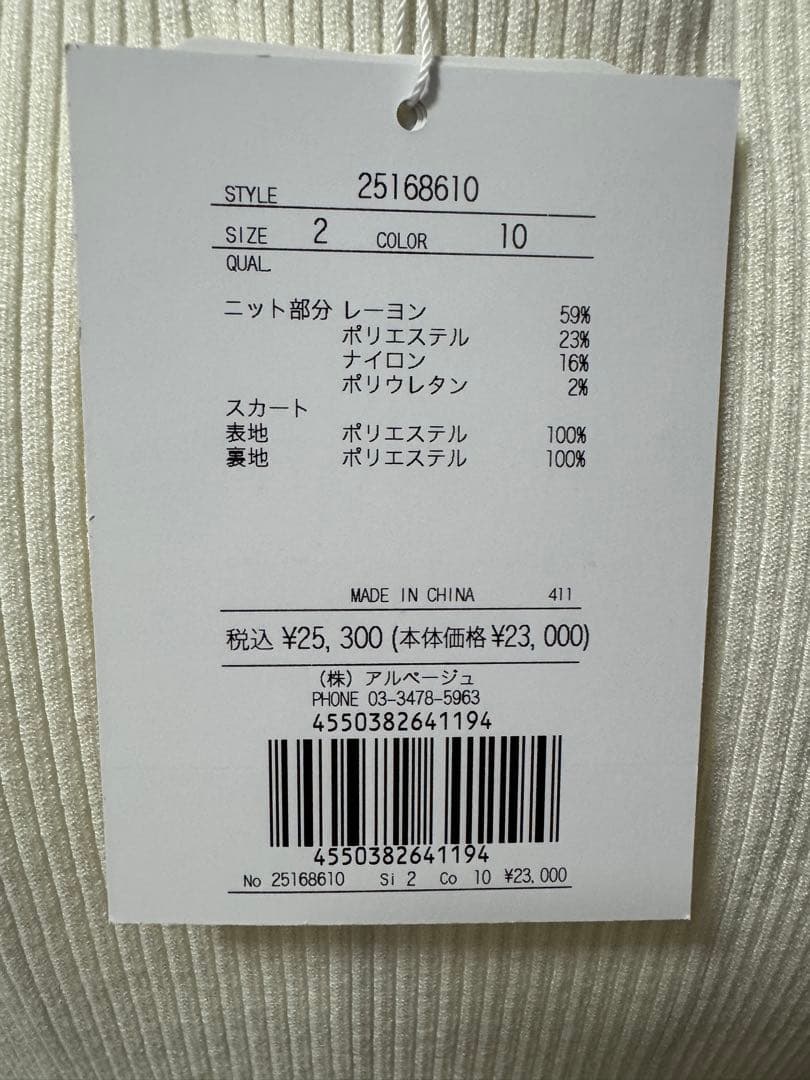 STYLE 25168610
SIZE 2 COLOR 10
QUAL
ニット部分 レーヨン 59%
ポリエステル 23%
ナイロン 16%
ポリウレタン 2%
スカート
表地 ポリエステル 100%
裏地 ポリエステル 100%
MADE IN CHINA 411
税込 ¥25,300 (本体価格 ¥23,000)
(株) アルページュ
PHONE 03-3478-5963
4550382641194
4550382641194
No 25168610 Si 2 Co 10 ¥23,000